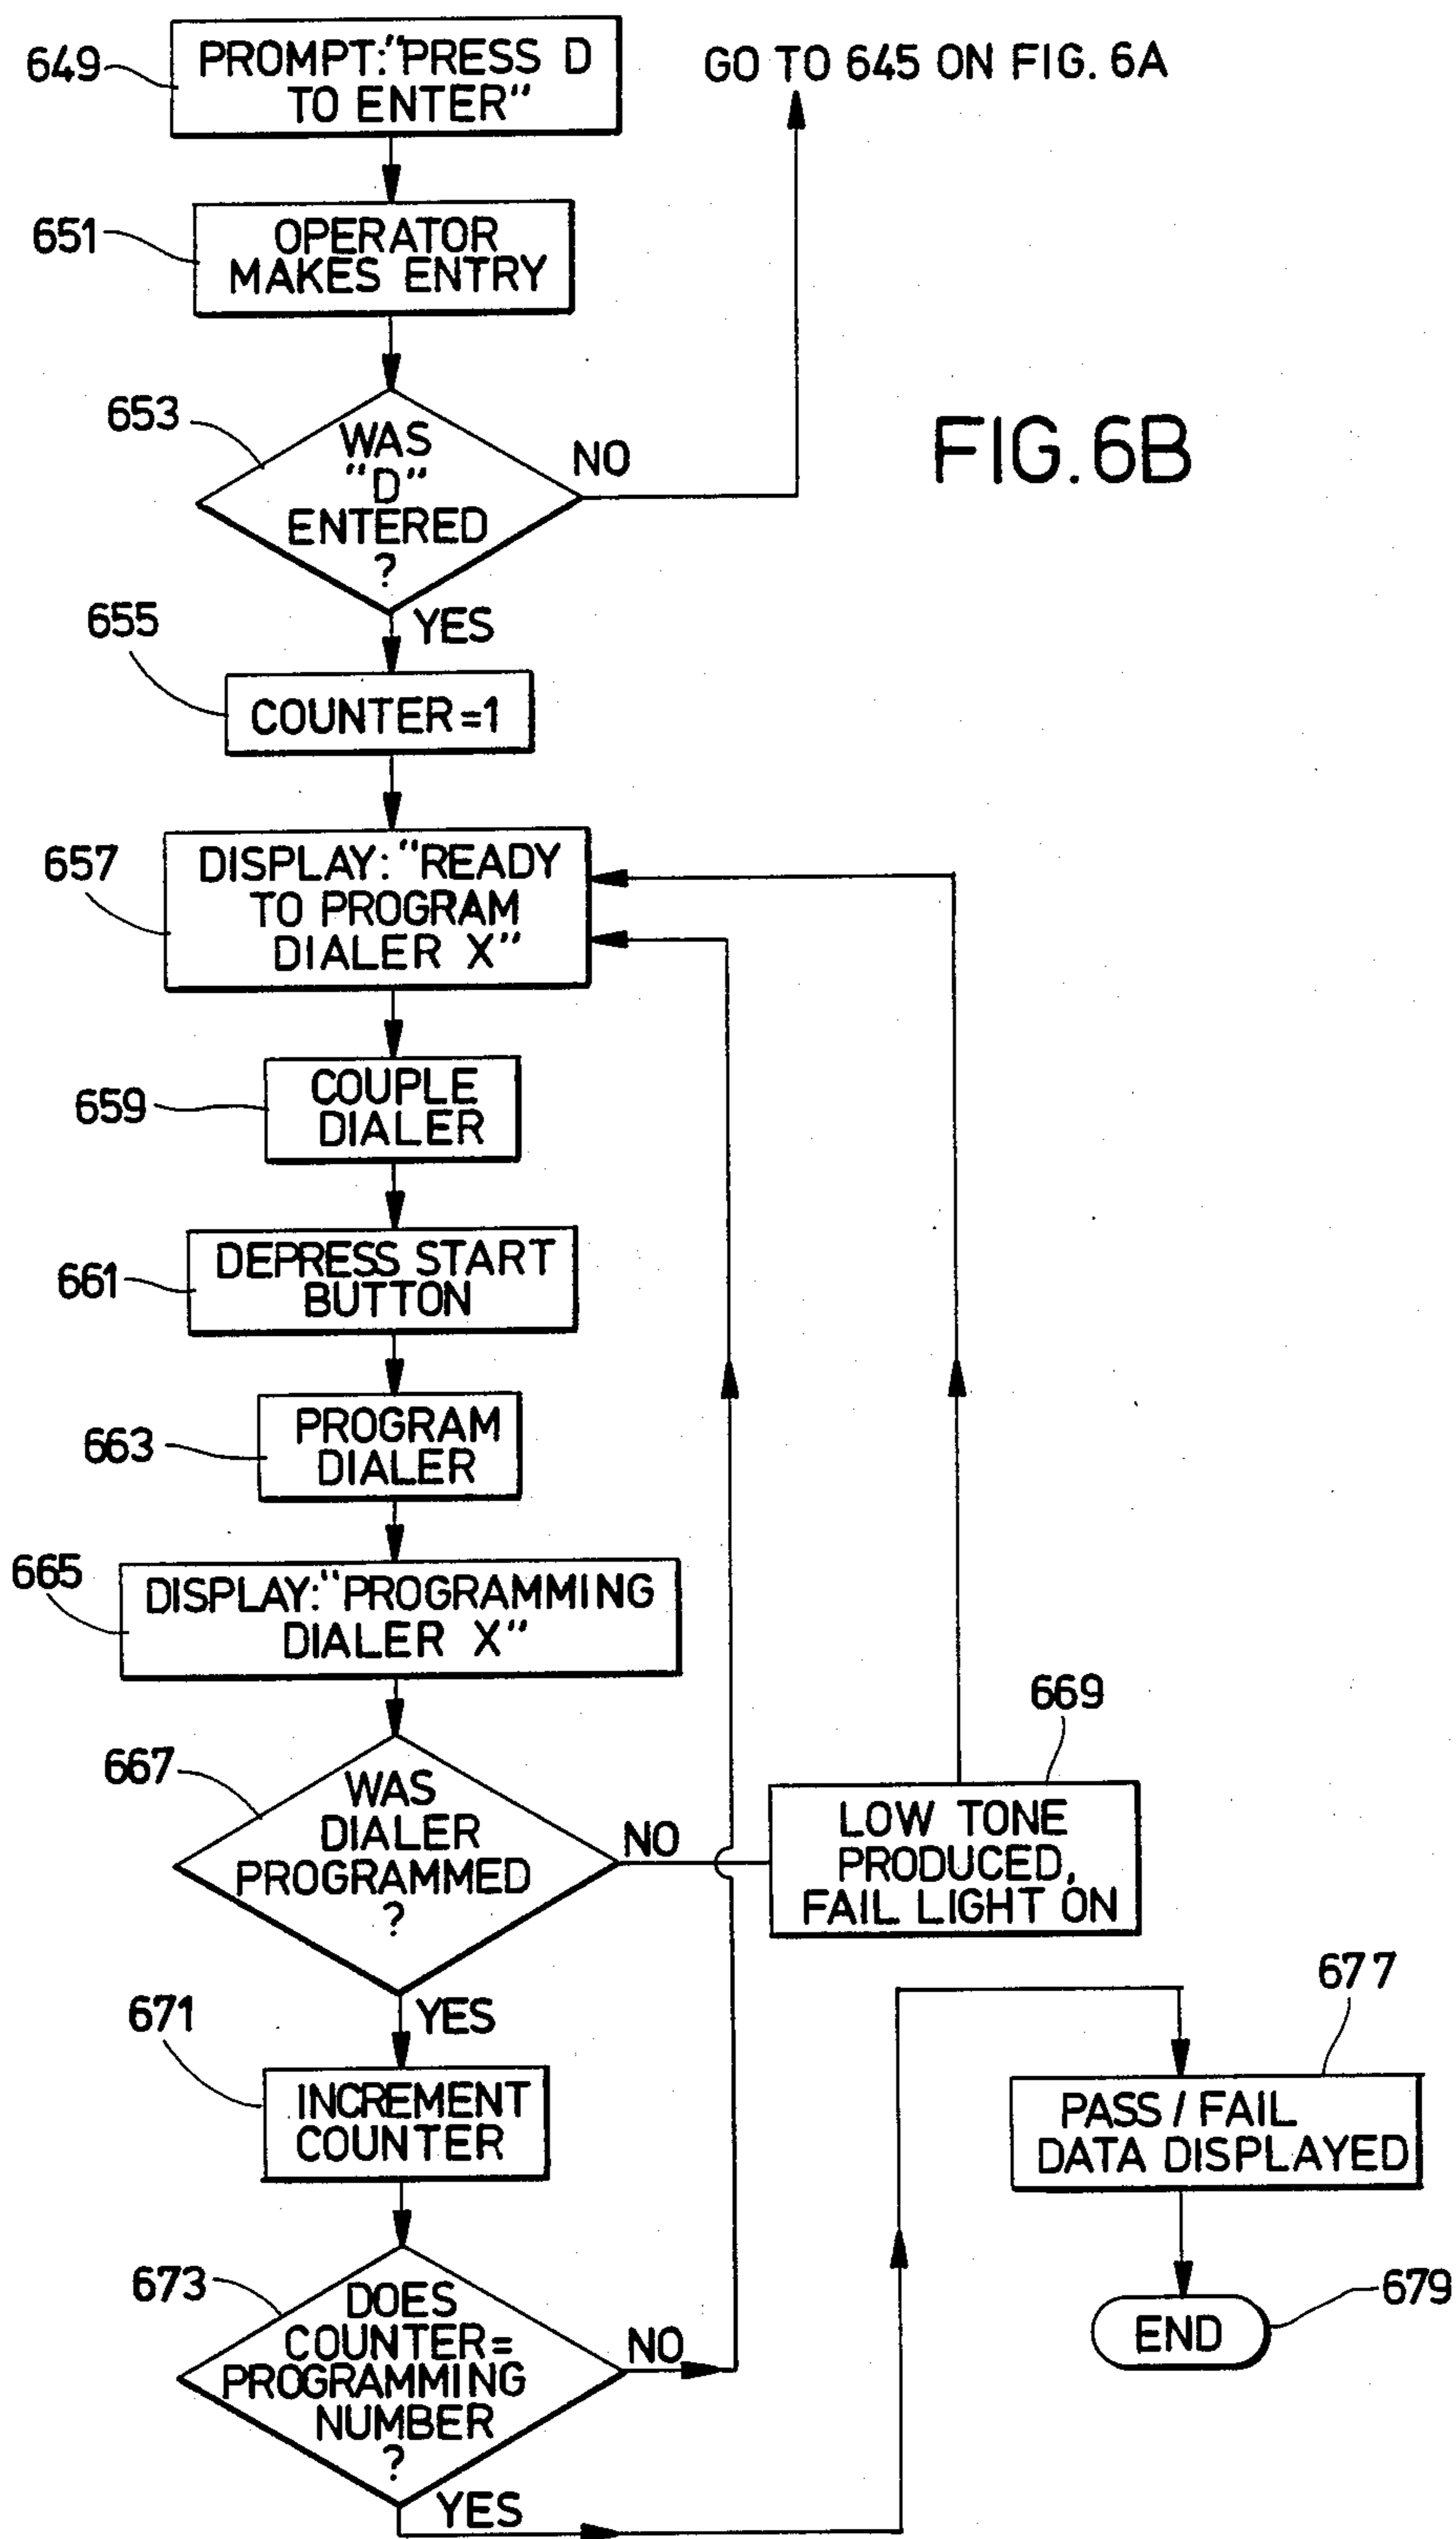 649
PROMPT:"PRESS D
TO ENTER"
GO TO 645 ON FIG. 6A
651
OPERATOR
MAKES ENTRY
653
WAS
"D"
ENTERED
?
NO
FIG. 6B
YES
655
COUNTER=1
657
DISPLAY:"READY
TO PROGRAM
DIALER X"
659
COUPLE
DIALER
661
DEPRESS START
BUTTON
663
PROGRAM
DIALER
665
DISPLAY:"PROGRAMMING
DIALER X"
667
WAS
DIALER
PROGRAMMED
?
NO
669
LOW TONE
PRODUCED,
FAIL LIGHT ON
YES
671
INCREMENT
COUNTER
673
DOES
COUNTER=
PROGRAMMING
NUMBER
?
NO
YES
677
PASS / FAIL
DATA DISPLAYED
679
END